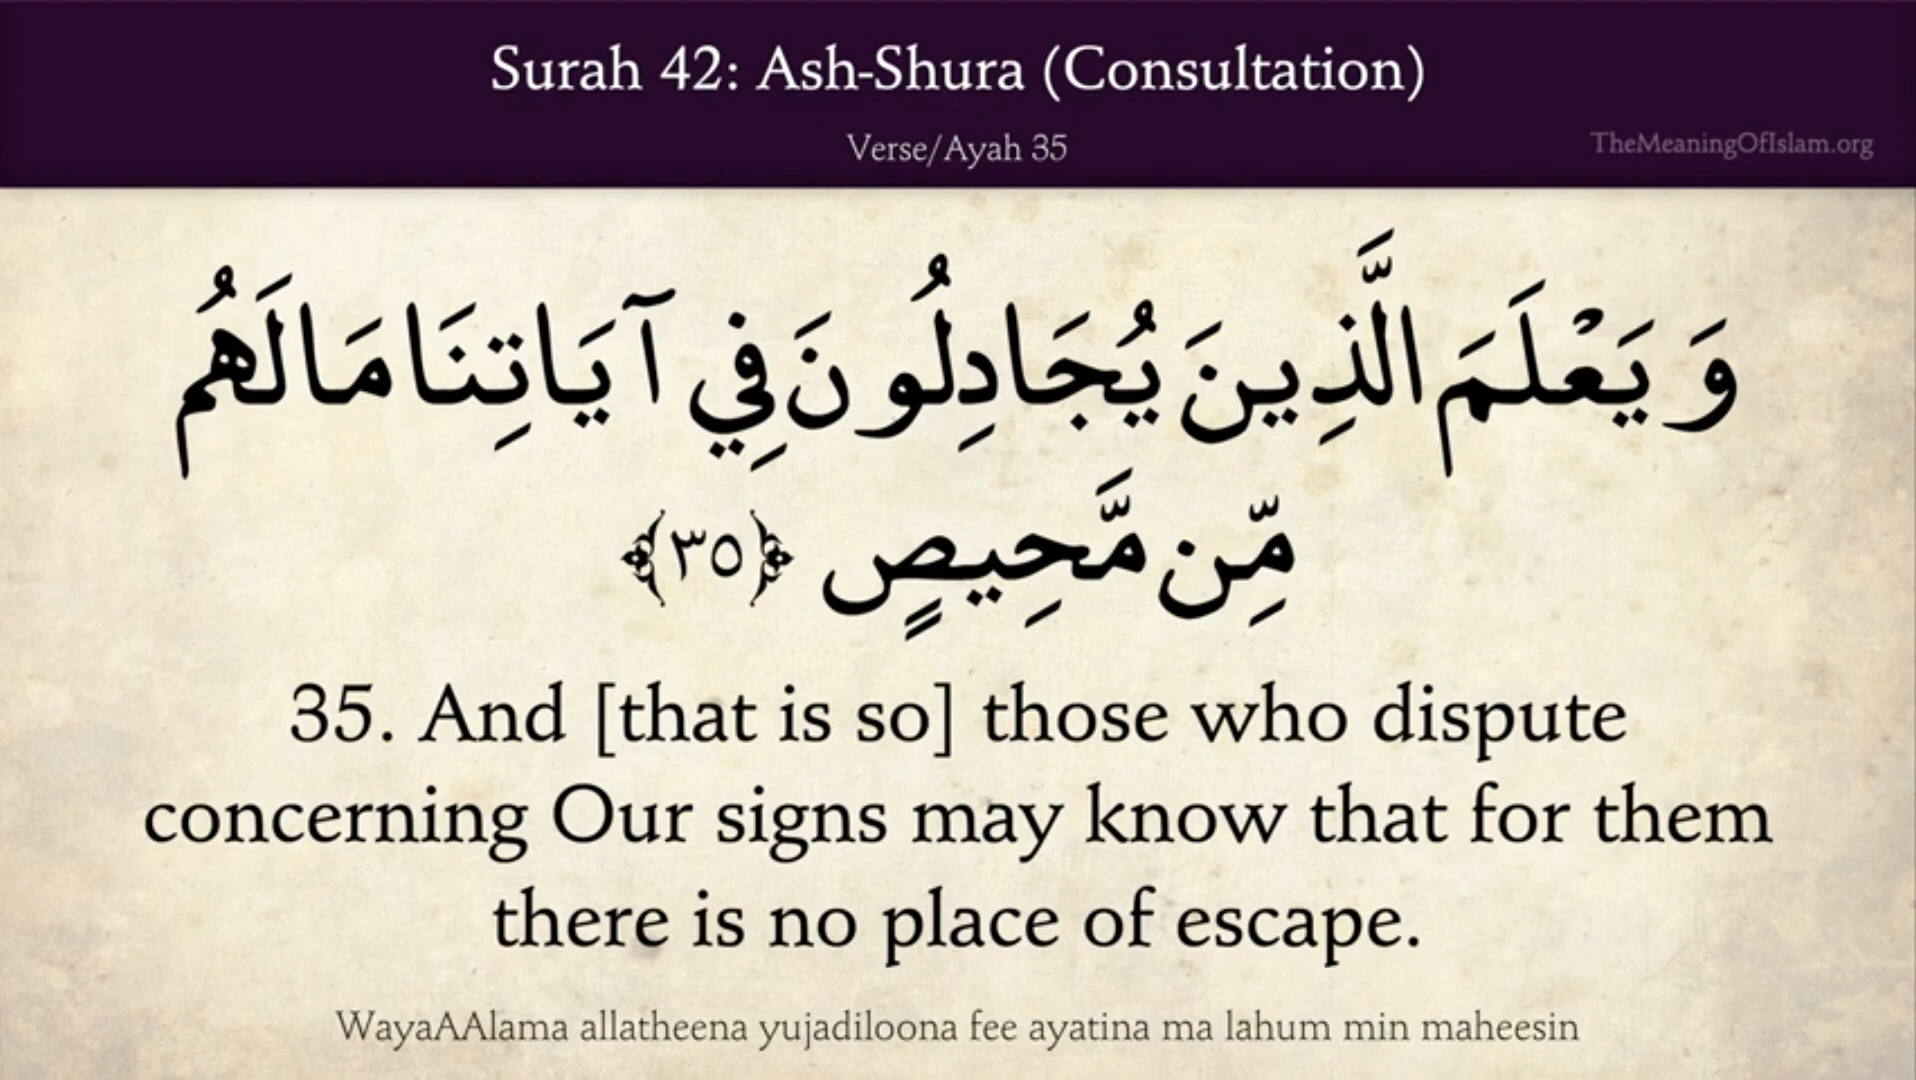 Surah 42: Ash-Shura (Consultation)
Verse/Ayah 35
TheMeaningOfIslam.org
وَيَعْلَمَ الَّذِينَ يُجَادِلُونَ فِي آيَاتِنَا مَا لَهُم
مِّن مَّحِيصٍ ﴿٣٥﴾
35. And [that is so] those who dispute
concerning Our signs may know that for them
there is no place of escape.
WayaAAlama allatheena yujadiloona fee ayatina ma lahum min maheesin